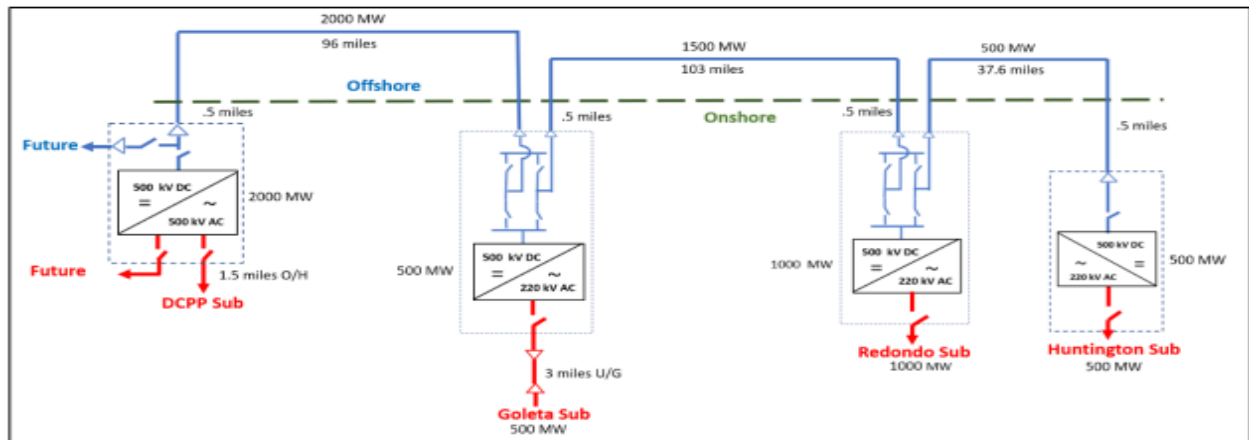 2000 MW
96 miles
1500 MW
103 miles
500 MW
37.6 miles
Offshore
Onshore
.5 miles
.5 miles
.5 miles
.5 miles
Future
500 kV DC
= ~
500 kV AC
2000 MW
Future
1.5 miles O/H
DCPP Sub
500 MW
500 kV DC
= ~
220 kV AC
3 miles U/G
Goleta Sub
500 MW
1000 MW
500 kV DC
= ~
220 kV AC
Redondo Sub
1000 MW
500 kV DC
~ =
220 kV AC
500 MW
Huntington Sub
500 MW